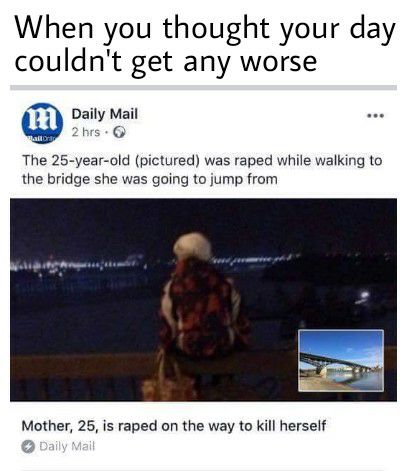 When you thought your day
couldn't get any worse
Daily Mail
2 hrs ·
The 25-year-old (pictured) was raped while walking to
the bridge she was going to jump from
Mother, 25, is raped on the way to kill herself
Daily Mail